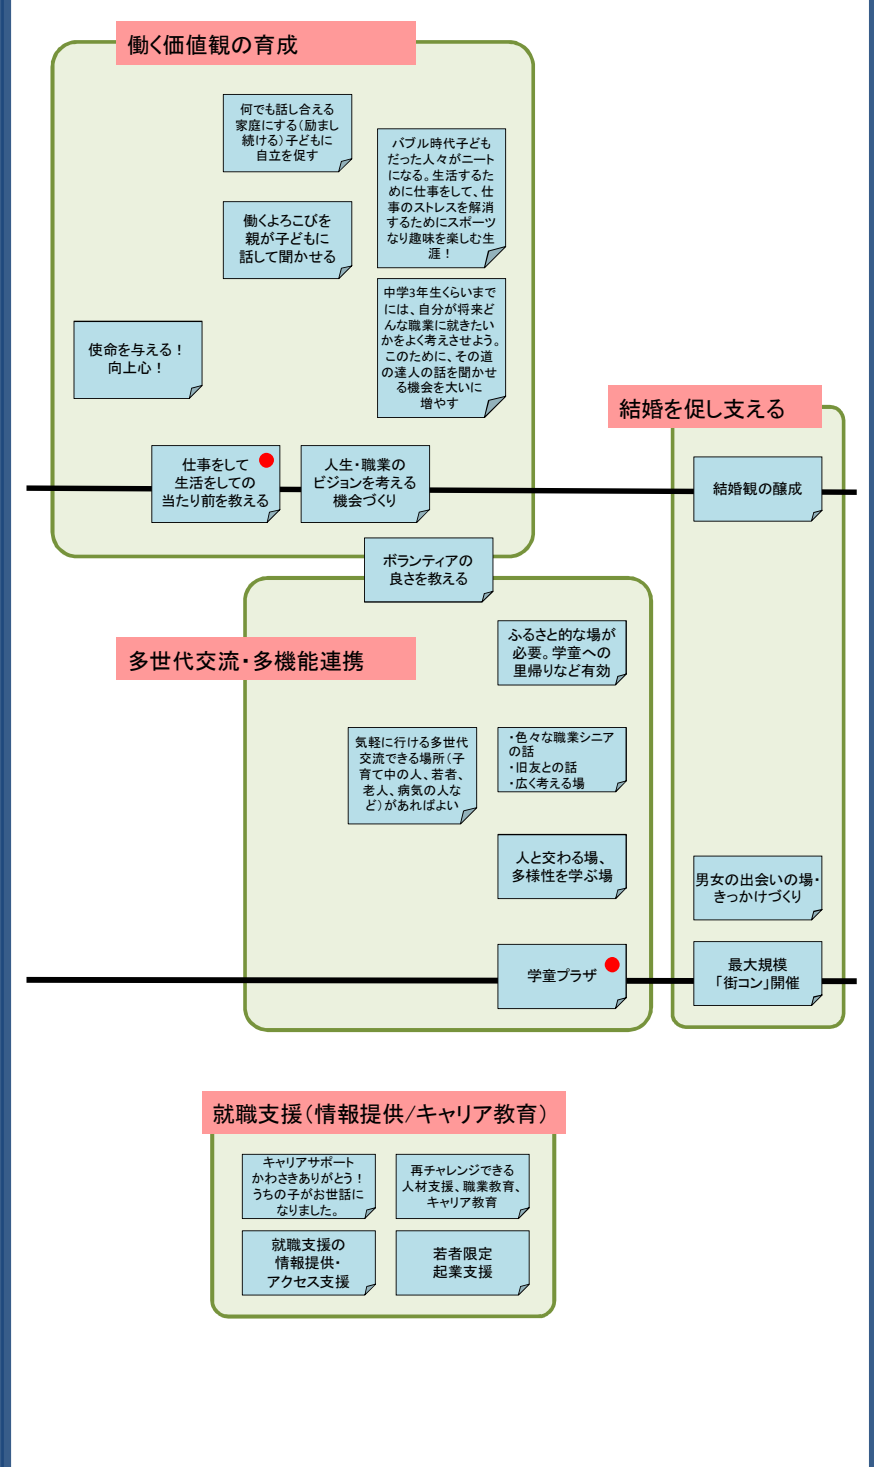 働く価値観の育成
何でも話し合える
家庭にする（励まし
続ける）子どもに
自立を促す
バブル時代子ども
だった人々がニート
になる。生活するた
めに仕事をして、仕
事のストレスを解消
するためにスポーツ
なり趣味を楽しむ生
涯！
働くよろこびを
親が子どもに
話して聞かせる
中学3年生くらいまで
には、自分が将来ど
んな職業に就きたい
かをよく考えさせよう。
このために、その道
の達人の話を聞かせ
る機会を大いに
増やす
使命を与える！
向上心！
結婚を促し支える
仕事をして
生活をしての
当たり前を教える
人生・職業の
ビジョンを考える
機会づくり
結婚観の醸成
ボランティアの
良さを教える
多世代交流・多機能連携
ふるさと的な場が
必要。学童への
里帰りなど有効
気軽に行ける多世代
交流できる場所（子
育て中の人、若者、
老人、病気の人な
ど）があればよい
・色々な職業シニア
の話
・旧友との話
・広く考える場
人と交わる場、
多様性を学ぶ場
男女の出会いの場・
きっかけづくり
学童プラザ
最大規模
「街コン」開催
就職支援（情報提供/キャリア教育）
キャリアサポート
かわさきありがとう！
うちの子がお世話に
なりました。
再チャレンジできる
人材支援、職業教育、
キャリア教育
就職支援の
情報提供・
アクセス支援
若者限定
起業支援